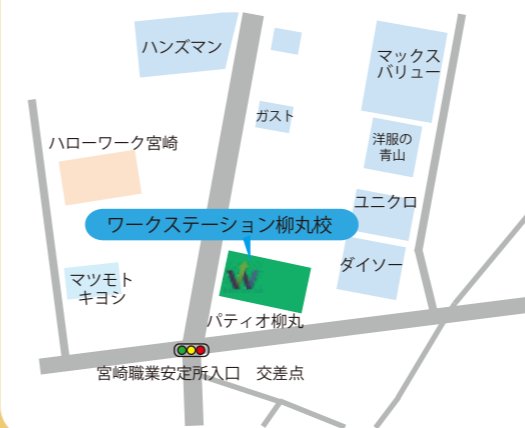 ハンズマン
マックス
バリュー
ガスト
洋服の
青山
ハローワーク宮崎
ユニクロ
ワークステーション柳丸校
ダイソー
マツモト
キヨシ
W
パティオ柳丸
宮崎職業安定所入口　交差点